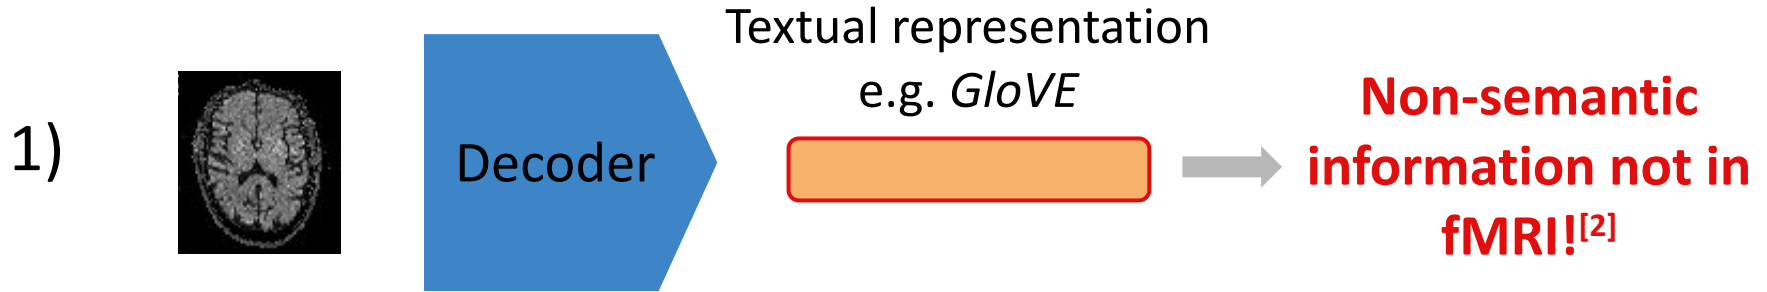 1)
Decoder
Textual representation
e.g. GloVE
Non-semantic
information not in
fMRI![2]